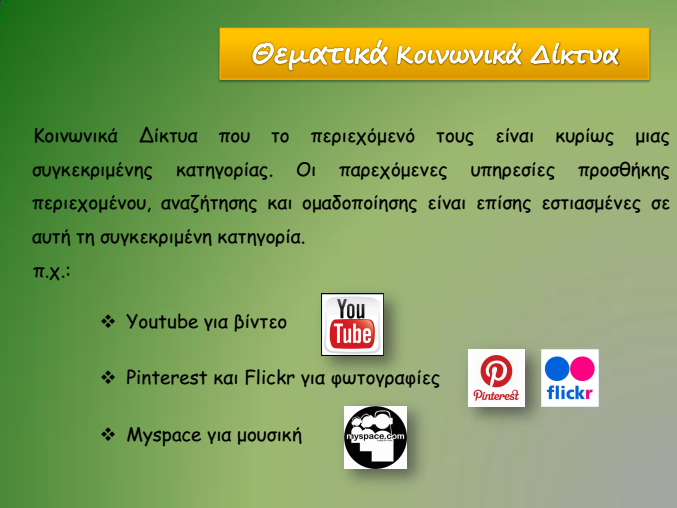 Θεματικά Κοινωνικά Δίκτυα
Κοινωνικά Δίκτυα που το περιεχόμενό τους είναι κυρίως μιας
συγκεκριμένης κατηγορίας. Οι παρεχόμενες υπηρεσίες προσθήκης
περιεχομένου, αναζήτησης και ομαδοποίησης είναι επίσης εστιασμένες σε
αυτή τη συγκεκριμένη κατηγορία.
π.χ.:
❖ Youtube για βίντεο
You
Tube
❖ Pinterest και Flickr για φωτογραφίες
Pinterest
flickr
❖ Myspace για μουσική
myspace.com